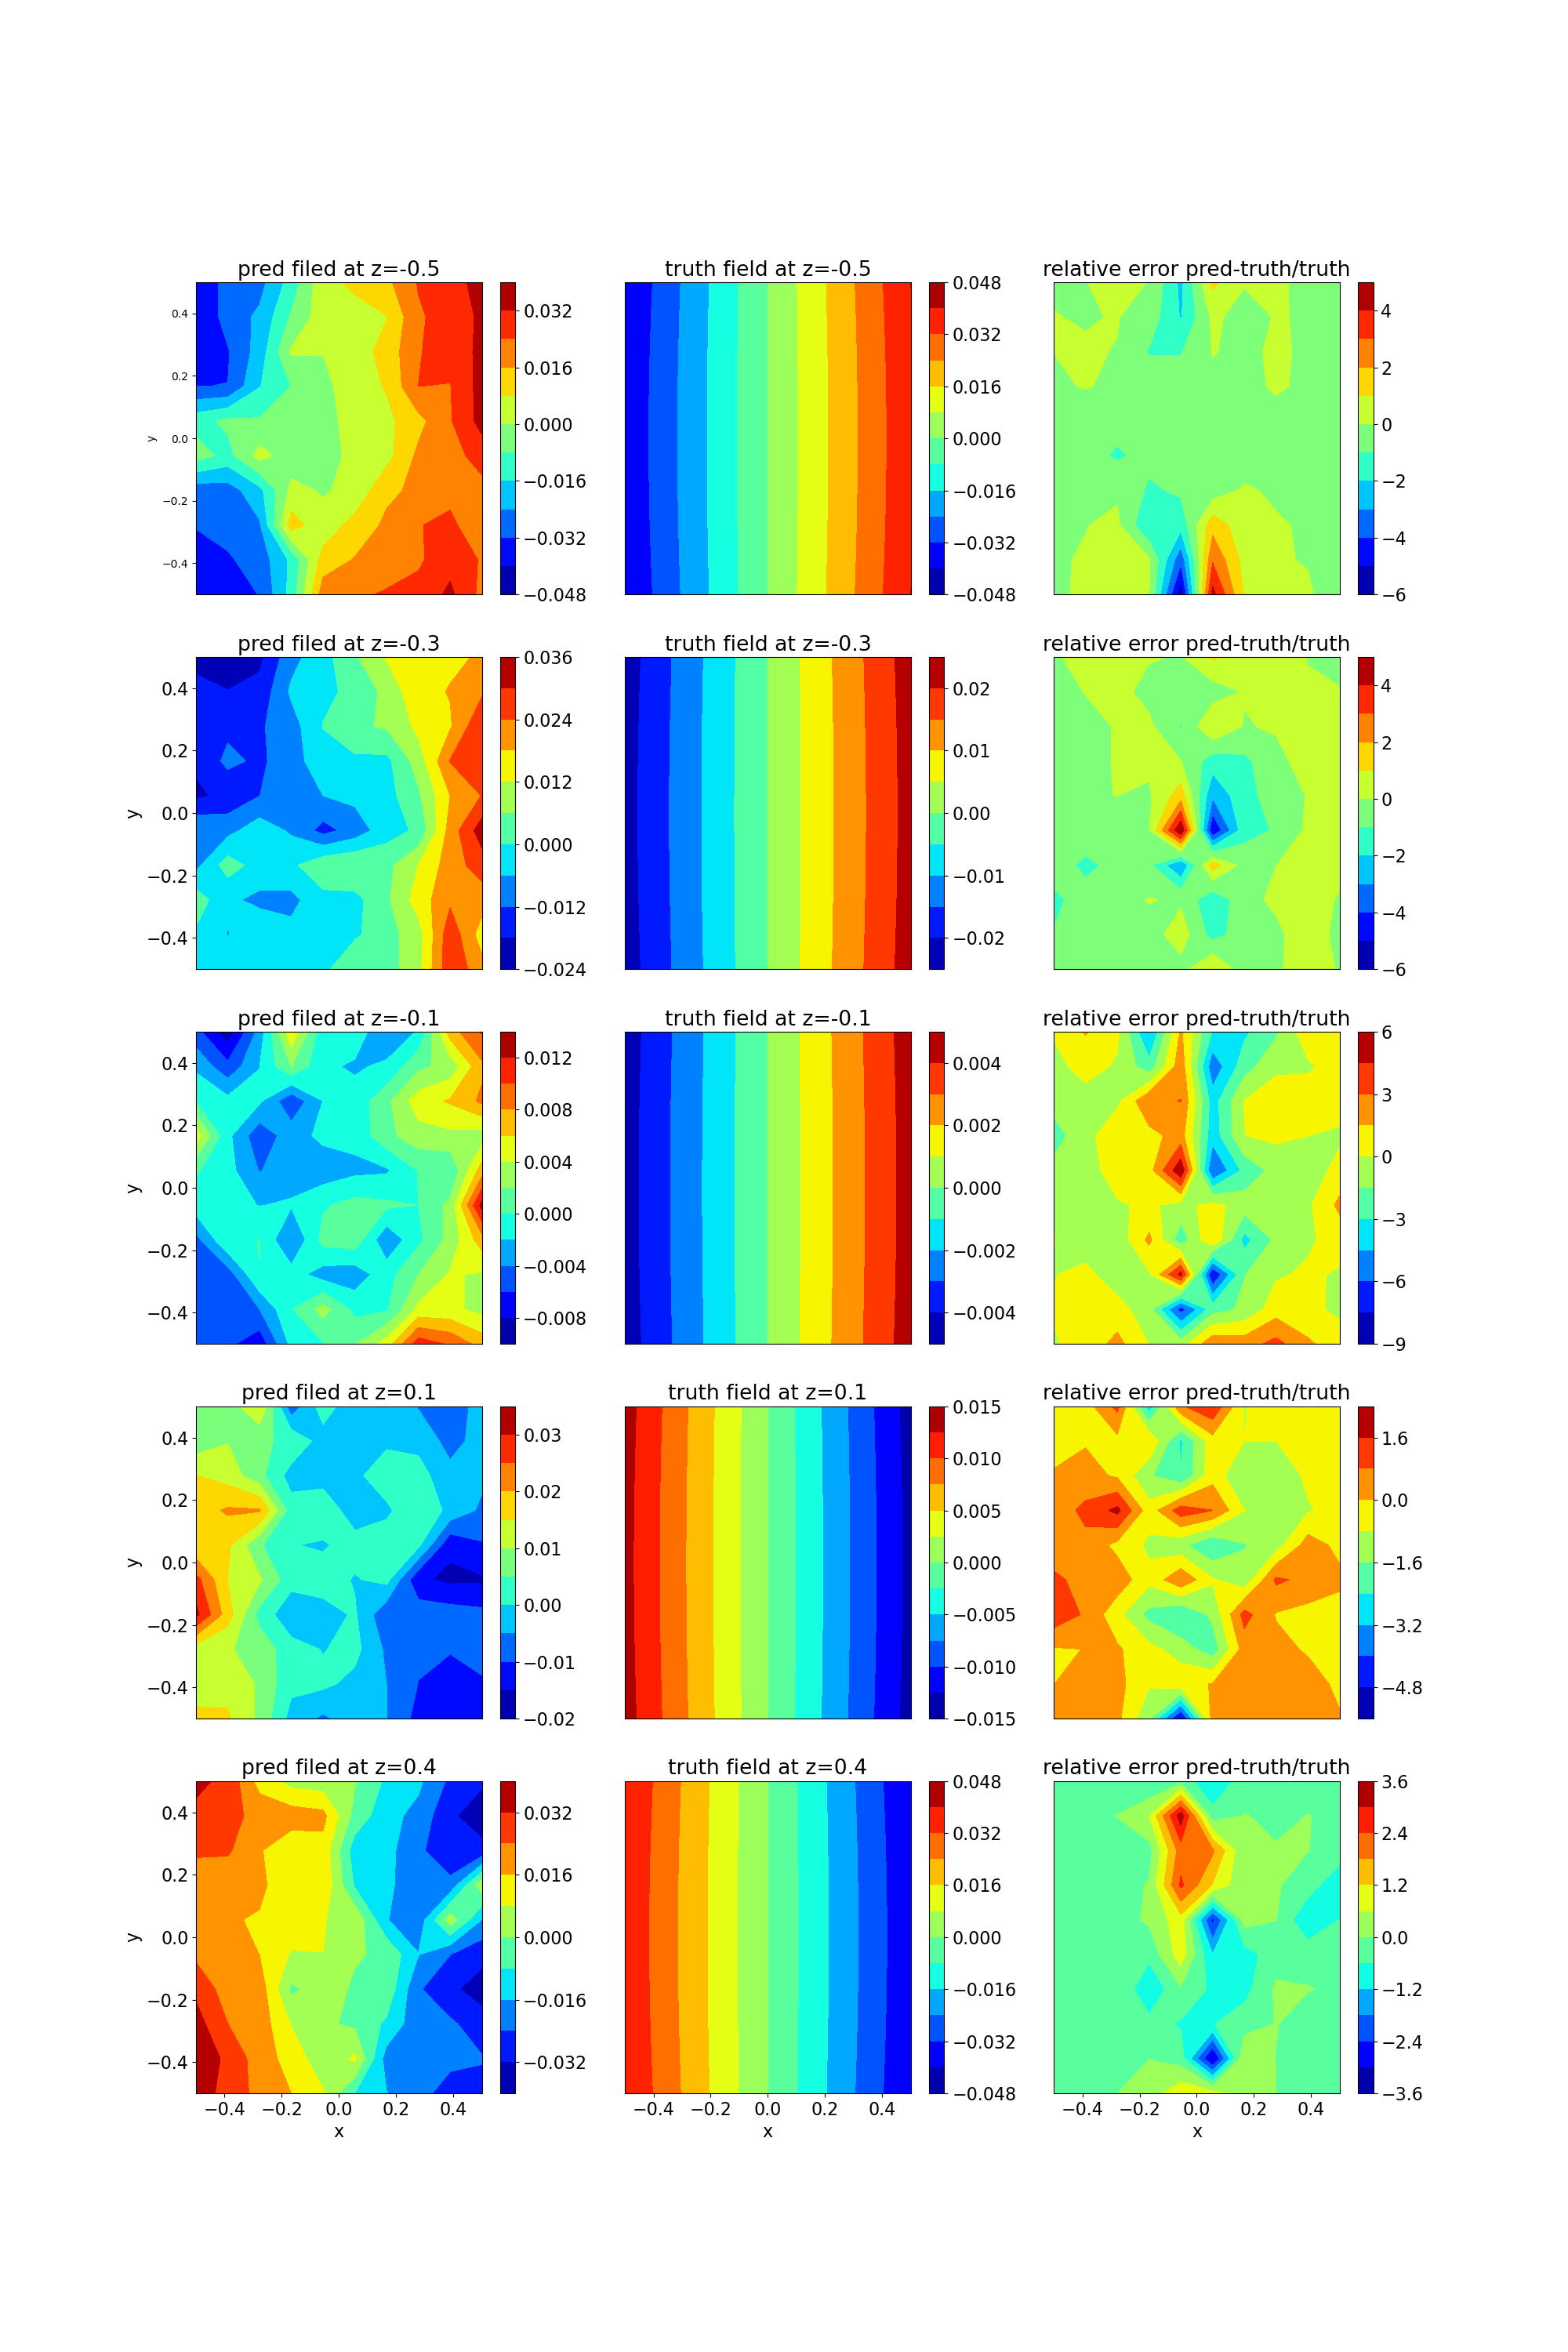 pred filed at z=-0.5 truth field at z=-0.5 relative error pred-truth/truth
y 0.4 0.2 0.0 −0.2 −0.4
0.032 0.016 0.000 −0.016 −0.032 −0.048
0.048 0.032 0.016 0.000 −0.016 −0.032 −0.048
4 2 0 −2 −4 −6
pred filed at z=-0.3 truth field at z=-0.3 relative error pred-truth/truth
y 0.4 0.2 0.0 −0.2 −0.4
0.036 0.024 0.012 0.000 −0.012 −0.024
0.02 0.01 0.00 −0.01 −0.02
4 2 0 −2 −4 −6
pred filed at z=-0.1 truth field at z=-0.1 relative error pred-truth/truth
y 0.4 0.2 0.0 −0.2 −0.4
0.012 0.008 0.004 0.000 −0.004 −0.008
0.004 0.002 0.000 −0.002 −0.004
6 3 0 −3 −6 −9
pred filed at z=0.1 truth field at z=0.1 relative error pred-truth/truth
y 0.4 0.2 0.0 −0.2 −0.4
0.03 0.02 0.01 0.00 −0.01 −0.02
0.015 0.010 0.005 0.000 −0.005 −0.010 −0.015
1.6 0.0 −1.6 −3.2 −4.8
pred filed at z=0.4 truth field at z=0.4 relative error pred-truth/truth
y 0.4 0.2 0.0 −0.2 −0.4
0.032 0.016 0.000 −0.016 −0.032
0.048 0.032 0.016 0.000 −0.016 −0.032 −0.048
3.6 2.4 1.2 0.0 −1.2 −2.4 −3.6
−0.4 −0.2 0.0 0.2 0.4 −0.4 −0.2 0.0 0.2 0.4 −0.4 −0.2 0.0 0.2 0.4
x x x